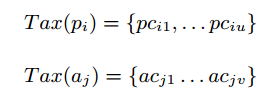 Tax(p_i) = {pc_{i1}, ... pc_{iu}}
Tax(a_j) = {ac_{j1} ... ac_{jv}}